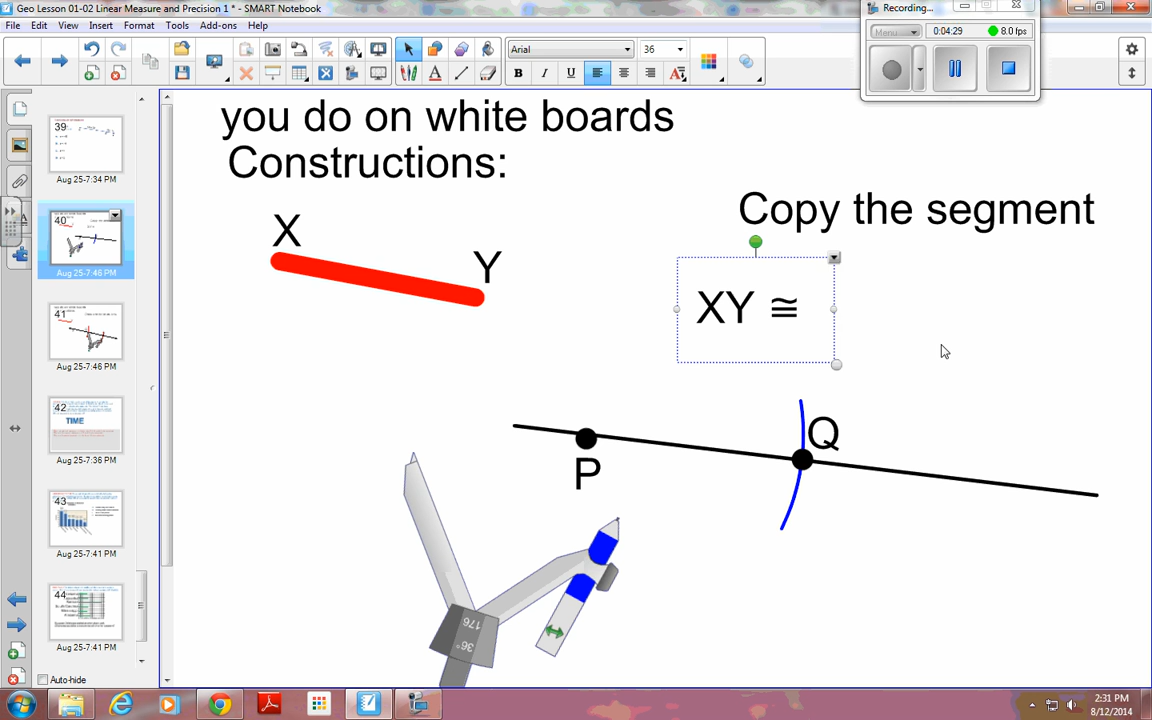 Geo Lesson 01-02 Linear Measure and Precision 1 * - SMART Notebook
Recording...
File Edit View Insert Format Tools Add-ons Help
Menu
0:04:29
8.0 fps
Arial
36
B I U
A
you do on white boards
Constructions:
X
Y
Copy the segment
XY ≅
Q
P
176
36°
39
Aug 25-7:34 PM
40
Aug 25-7:46 PM
41
Aug 25-7:46 PM
42
TIME
Aug 25-7:36 PM
43
Aug 25-7:41 PM
44
Aug 25-7:41 PM
Auto-hide
2:31 PM
8/12/2014